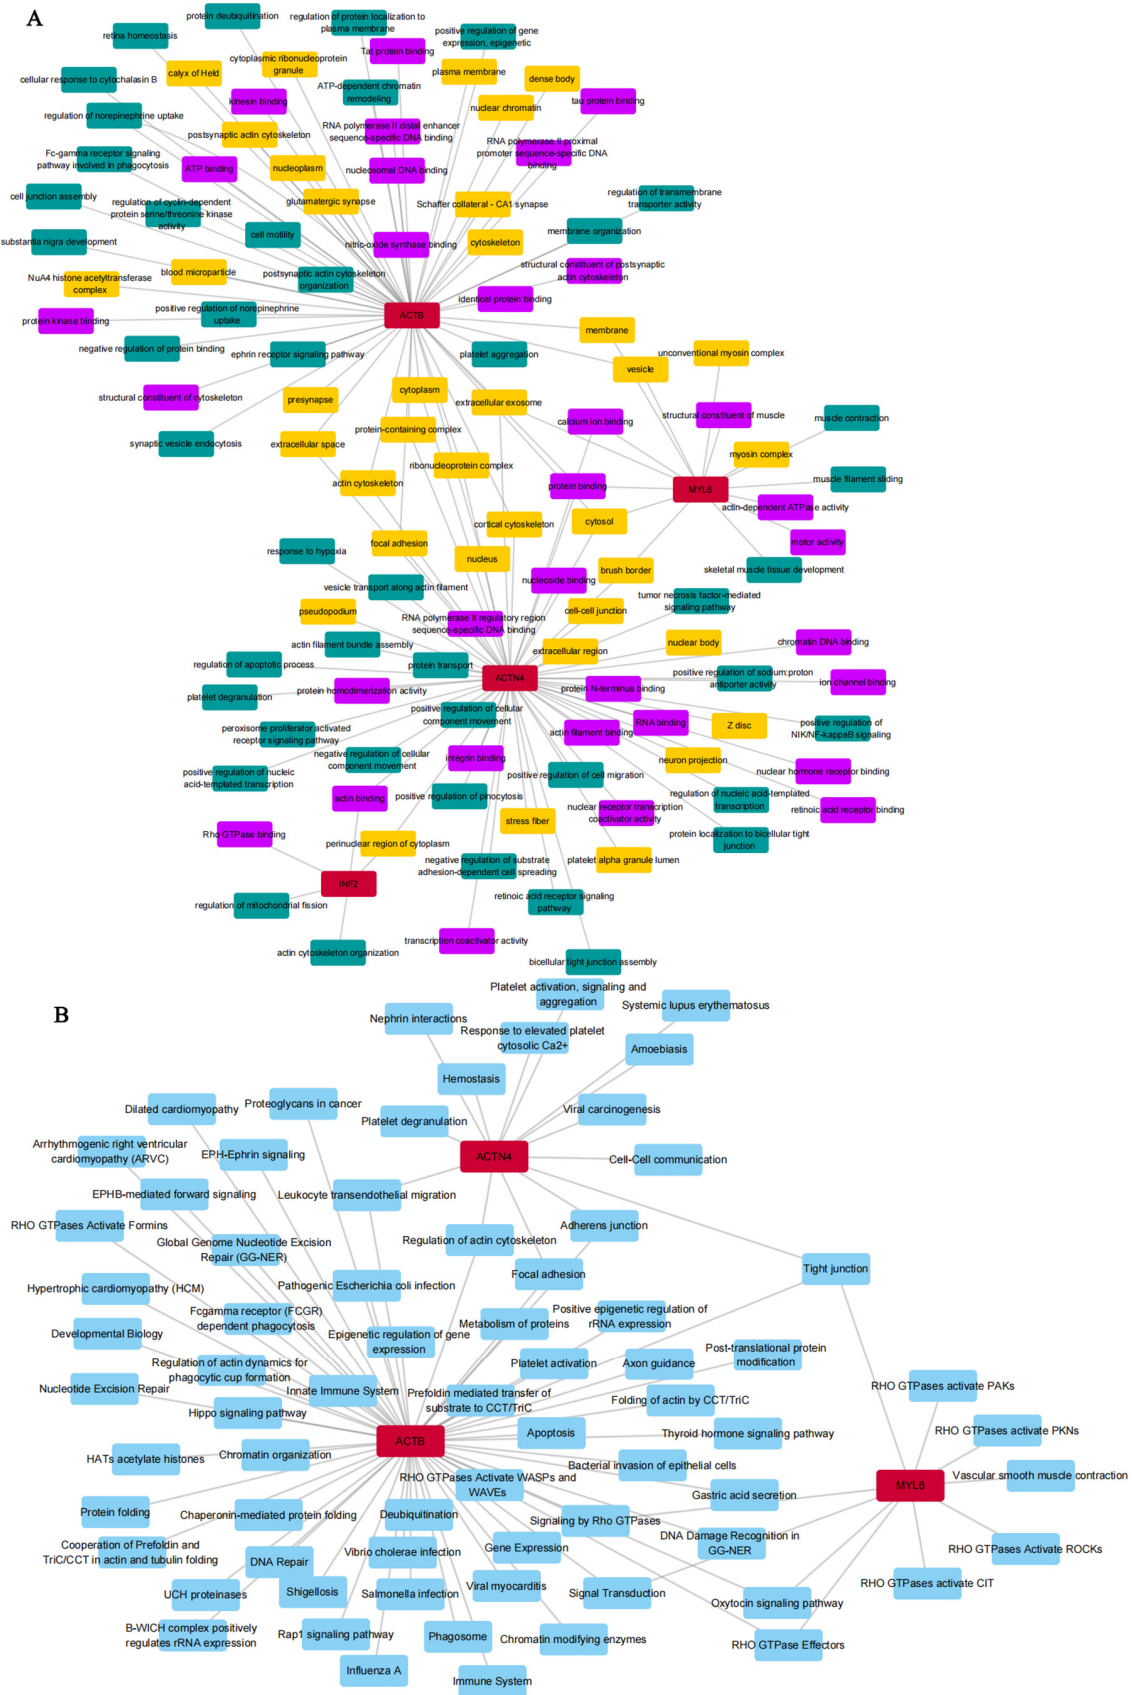 A
protein deubiquitination
regulation of protein localization to
plasma membrane
retina homeostasis
positive regulation of gene
expression, epigenetic
Tat protein binding
cytoplasmic ribonucleoprotein
granule
calyx of Held
plasma membrane
dense body
cellular response to cytochalasin B
ATP-dependent chromatin
remodeling
kinesin binding
nuclear chromatin
tau protein binding
regulation of norepinephrine uptake
postsynaptic actin cytoskeleton
RNA polymerase II distal enhancer
sequence-specific DNA binding
RNA polymerase II proximal
promoter sequence-specific DNA
binding
Fc-gamma receptor signaling
pathway involved in phagocytosis
ATP binding
nucleoplasm
nucleosomal DNA binding
cell junction assembly
regulation of cyclin-dependent
protein serine/threonine kinase
activity
glutamatergic synapse
Schaffer collateral - CA1 synapse
regulation of transmembrane
transporter activity
substantia nigra development
cell motility
nitric-oxide synthase binding
cytoskeleton
membrane organization
NuA4 histone acetyltransferase
complex
blood microparticle
postsynaptic actin cytoskeleton
organization
structural constituent of postsynaptic
actin cytoskeleton
identical protein binding
protein kinase binding
positive regulation of norepinephrine
uptake
ACTB
membrane
negative regulation of protein binding
ephrin receptor signaling pathway
platelet aggregation
unconventional myosin complex
vesicle
structural constituent of cytoskeleton
presynapse
cytoplasm
extracellular exosome
calcium ion binding
structural constituent of muscle
muscle contraction
synaptic vesicle endocytosis
extracellular space
protein-containing complex
myosin complex
ribonucleoprotein complex
actin cytoskeleton
protein binding
MYL6
muscle filament sliding
actin-dependent ATPase activity
cortical cytoskeleton
cytosol
motor activity
response to hypoxia
focal adhesion
nucleus
brush border
skeletal muscle tissue development
vesicle transport along actin filament
nucleoside binding
tumor necrosis factor-mediated
signaling pathway
pseudopodium
RNA polymerase II regulatory region
sequence-specific DNA binding
cell-cell junction
actin filament bundle assembly
extracellular region
nuclear body
chromatin DNA binding
regulation of apoptotic process
protein transport
ACTN4
positive regulation of sodium:proton
antiporter activity
ion channel binding
platelet degranulation
protein homodimerization activity
protein N-terminus binding
positive regulation of cellular
component movement
peroxisome proliferator activated
receptor signaling pathway
actin filament binding
RNA binding
Z disc
positive regulation of
NIK/NF-kappaB signaling
negative regulation of cellular
component movement
integrin binding
neuron projection
positive regulation of nucleic
acid-templated transcription
positive regulation of cell migration
nuclear hormone receptor binding
actin binding
positive regulation of pinocytosis
regulation of nucleic acid-templated
transcription
nuclear receptor transcription
coactivator activity
retinoic acid receptor binding
Rho GTPase binding
stress fiber
perinuclear region of cytoplasm
protein localization to bicellular tight
junction
negative regulation of substrate
adhesion-dependent cell spreading
platelet alpha granule lumen
INF2
regulation of mitochondrial fission
retinoic acid receptor signaling
pathway
actin cytoskeleton organization
transcription coactivator activity
bicellular tight junction assembly
B
Platelet activation, signaling and
aggregation
Systemic lupus erythematosus
Nephrin interactions
Response to elevated platelet
cytosolic Ca2+
Amoebiasis
Hemostasis
Dilated cardiomyopathy
Proteoglycans in cancer
Platelet degranulation
Viral carcinogenesis
Arrhythmogenic right ventricular
cardiomyopathy (ARVC)
EPH-Ephrin signaling
ACTN4
Cell-Cell communication
EPHB-mediated forward signaling
Leukocyte transendothelial migration
RHO GTPases Activate Formins
Global Genome Nucleotide Excision
Repair (GG-NER)
Regulation of actin cytoskeleton
Adherens junction
Hypertrophic cardiomyopathy (HCM)
Pathogenic Escherichia coli infection
Focal adhesion
Tight junction
Fcgamma receptor (FCGR)
dependent phagocytosis
Metabolism of proteins
Positive epigenetic regulation of
rRNA expression
Developmental Biology
Epigenetic regulation of gene
expression
Post-translational protein
modification
Regulation of actin dynamics for
phagocytic cup formation
Platelet activation
Axon guidance
Nucleotide Excision Repair
Innate Immune System
Prefoldin mediated transfer of
substrate to CCT/TriC
Folding of actin by CCT/TriC
RHO GTPases activate PAKs
Hippo signaling pathway
ACTB
Apoptosis
Thyroid hormone signaling pathway
RHO GTPases activate PKNs
HATs acetylate histones
Chromatin organization
RHO GTPases Activate WASPs and
WAVEs
Bacterial invasion of epithelial cells
MYL6
Vascular smooth muscle contraction
Gastric acid secretion
Protein folding
Chaperonin-mediated protein folding
Deubiquitination
Signaling by Rho GTPases
DNA Damage Recognition in
GG-NER
Cooperation of Prefoldin and
TriC/CCT in actin and tubulin folding
DNA Repair
Vibrio cholerae infection
Gene Expression
RHO GTPases Activate ROCKs
UCH proteinases
Shigellosis
Salmonella infection
Viral myocarditis
Signal Transduction
RHO GTPases activate CIT
Oxytocin signaling pathway
B-WICH complex positively
regulates rRNA expression
Rap1 signaling pathway
Phagosome
Chromatin modifying enzymes
RHO GTPase Effectors
Influenza A
Immune System